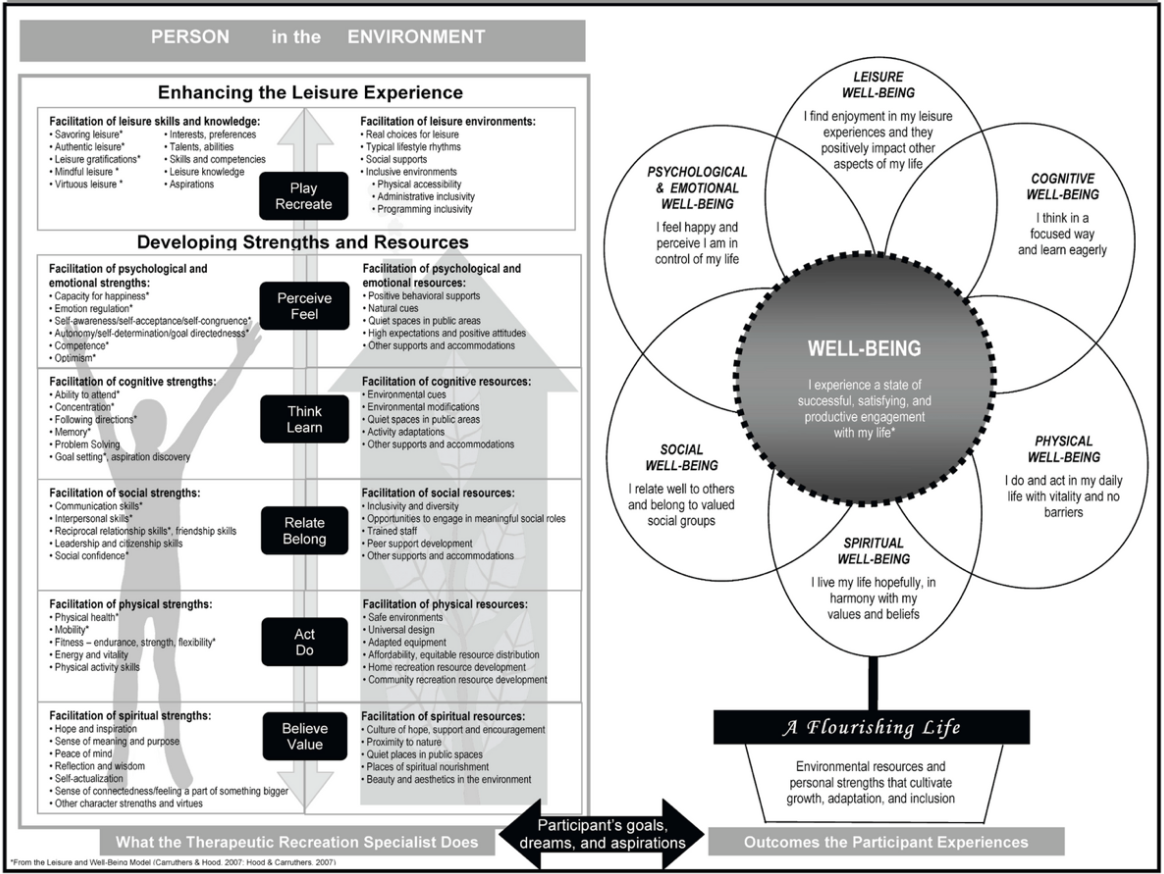 PERSON in the ENVIRONMENT
Enhancing the Leisure Experience
Facilitation of leisure skills and knowledge:
• Savoring leisure*
• Authentic leisure*
• Leisure gratifications*
• Mindful leisure *
• Virtuous leisure *
• Interests, preferences
• Talents, abilities
• Skills and competencies
• Leisure knowledge
• Aspirations
Play
Recreate
Facilitation of leisure environments:
• Real choices for leisure
• Typical lifestyle rhythms
• Social supports
• Inclusive environments
• Physical accessibility
• Administrative inclusivity
• Programming inclusivity
Developing Strengths and Resources
Facilitation of psychological and
emotional strengths:
• Capacity for happiness*
• Emotion regulation*
• Self-awareness/self-acceptance/self-congruence*
• Autonomy/self-determination/goal directednesss*
• Competence*
• Optimism*
Perceive
Feel
Facilitation of psychological and
emotional resources:
• Positive behavioral supports
• Natural cues
• Quiet spaces in public areas
• High expectations and positive attitudes
• Other supports and accommodations
Facilitation of cognitive strengths:
• Ability to attend*
• Concentration*
• Following directions*
• Memory*
• Problem Solving
• Goal setting*, aspiration discovery
Think
Learn
Facilitation of cognitive resources:
• Environmental cues
• Environmental modifications
• Quiet spaces in public areas
• Activity adaptations
• Other supports and accommodations
Facilitation of social strengths:
• Communication skills*
• Interpersonal skills*
• Reciprocal relationship skills*, friendship skills
• Leadership and citizenship skills
• Social confidence*
Relate
Belong
Facilitation of social resources:
• Inclusivity and diversity
• Opportunities to engage in meaningful social roles
• Trained staff
• Peer support development
• Other supports and accommodations
Facilitation of physical strengths:
• Physical health*
• Mobility*
• Fitness – endurance, strength, flexibility*
• Energy and vitality
• Physical activity skills
Act
Do
Facilitation of physical resources:
• Safe environments
• Universal design
• Adapted equipment
• Affordability, equitable resource distribution
• Home recreation resource development
• Community recreation resource development
Facilitation of spiritual strengths:
• Hope and inspiration
• Sense of meaning and purpose
• Peace of mind
• Reflection and wisdom
• Self-actualization
• Sense of connectedness/feeling a part of something bigger
• Other character strengths and virtues
Believe
Value
Facilitation of spiritual resources:
• Culture of hope, support and encouragement
• Proximity to nature
• Quiet places in public spaces
• Places of spiritual nourishment
• Beauty and aesthetics in the environment
What the Therapeutic Recreation Specialist Does
*From the Leisure and Well-Being Model (Carruthers & Hood, 2007; Hood & Carruthers, 2007)
Participant's goals,
dreams, and aspirations
LEISURE
WELL-BEING
I find enjoyment in my leisure
experiences and they
positively impact other
aspects of my life
PSYCHOLOGICAL
& EMOTIONAL
WELL-BEING
I feel happy and
perceive I am in
control of my life
COGNITIVE
WELL-BEING
I think in a
focused way
and learn eagerly
WELL-BEING
I experience a state of
successful, satisfying, and
productive engagement
with my life*
SOCIAL
WELL-BEING
I relate well to others
and belong to valued
social groups
PHYSICAL
WELL-BEING
I do and act in my daily
life with vitality and no
barriers
SPIRITUAL
WELL-BEING
I live my life hopefully, in
harmony with my
values and beliefs
A Flourishing Life
Environmental resources and
personal strengths that cultivate
growth, adaptation, and inclusion
Outcomes the Participant Experiences